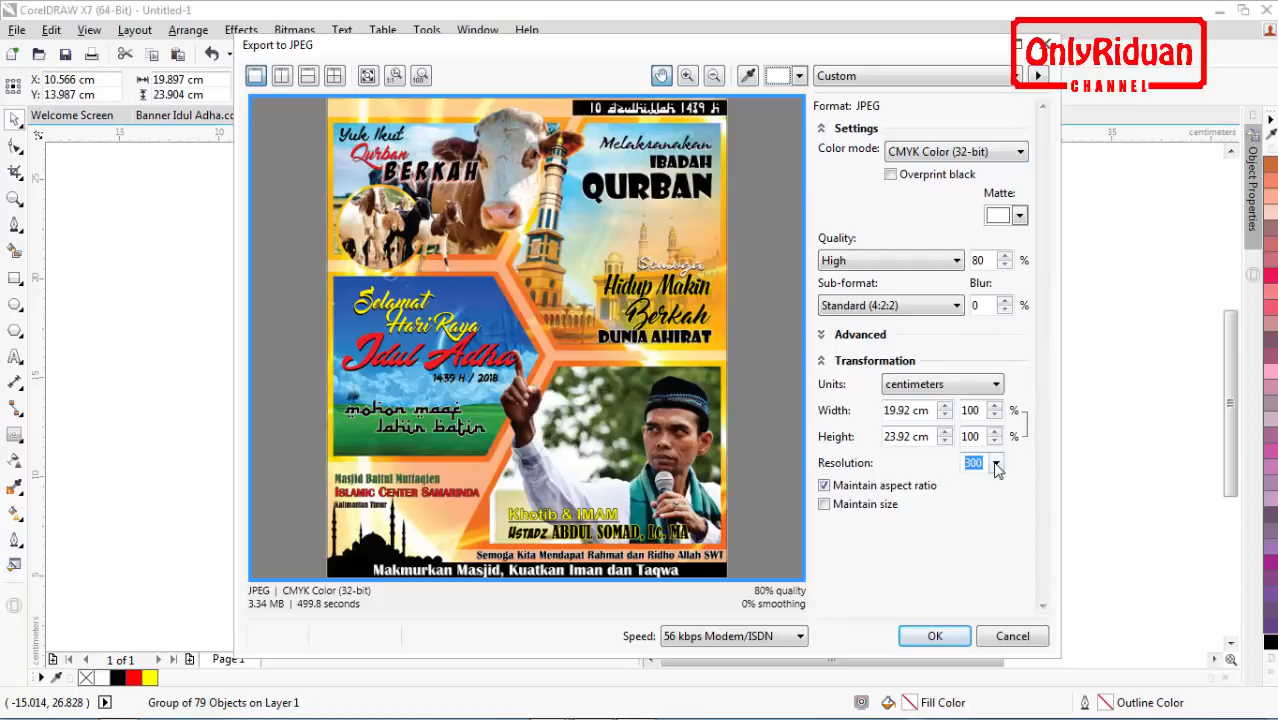 CorelDRAW X7 (64-Bit) - Untitled-1
File Edit View Layout Arrange Effects Bitmaps Text Table Tools Window Help
X: 10.566 cm
19.897 cm
23.904 cm
Welcome Screen
Banner Idul Adha.c
Export to JPEG
Custom
OnlyRiduan
CHANNEL
15
35
centimeters
Object Properties
25
20
15
10
5
centimeters
10 dzulhijjah 1439 h
Yuk Ikut
Qurban
BERKAH
Melaksanakan
IBADAH
QURBAN
Semoga
Hidup Makin
Berkah
DUNIA AHIRAT
Selamat
Hari Raya
Idul Adha
1439 H / 2018
mohon maaf
lahir batin
Masjid Baitul Muttaqien
ISLAMIC CENTER SAMARINDA
Kalimantan Timur
Khotib & IMAM
USTADZ ABDUL SOMAD, Lc. MA
Semoga Kita Mendapat Rahmat dan Ridho Allah SWT
Makmurkan Masjid, Kuatkan Iman dan Taqwa
Format: JPEG
Settings
Color mode: CMYK Color (32-bit)
Overprint black
Matte:
Quality:
High 80 %
Sub-format: Blur:
Standard (4:2:2) 0 %
Advanced
Transformation
Units: centimeters
Width: 19.92 cm 100 %
Height: 23.92 cm 100 %
Resolution: 300
Maintain aspect ratio
Maintain size
JPEG | CMYK Color (32-bit)
3.34 MB | 499.8 seconds
80% quality
0% smoothing
Speed: 56 kbps Modem/ISDN
OK
Cancel
1 of 1
Page 1
( -15.014, 26.828 )
Group of 79 Objects on Layer 1
Fill Color
Outline Color